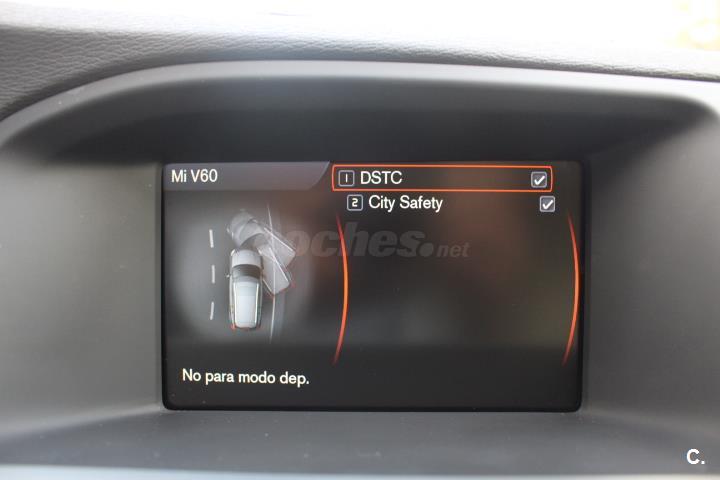 Mi V60
1 DSTC
2 City Safety
coches.net
No para modo dep.
C.